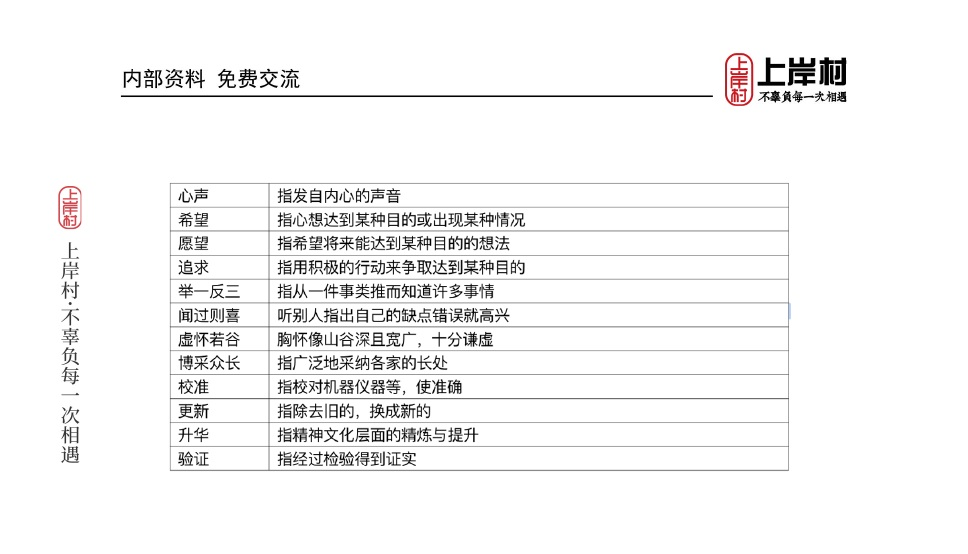 内部资料 免费交流
上岸村
上岸村
不辜负每一次相遇
上岸村
上岸村·不辜负每一次相遇
心声 指发自内心的声音
希望 指心想达到某种目的或出现某种情况
愿望 指希望将来能达到某种目的的想法
追求 指用积极的行动来争取达到某种目的
举一反三 指从一件事类推而知道许多事情
闻过则喜 听别人指出自己的缺点错误就高兴
虚怀若谷 胸怀像山谷深且宽广，十分谦虚
博采众长 指广泛地采纳各家的长处
校准 指校对机器仪器等，使准确
更新 指除去旧的，换成新的
升华 指精神文化层面的精炼与提升
验证 指经过检验得到证实